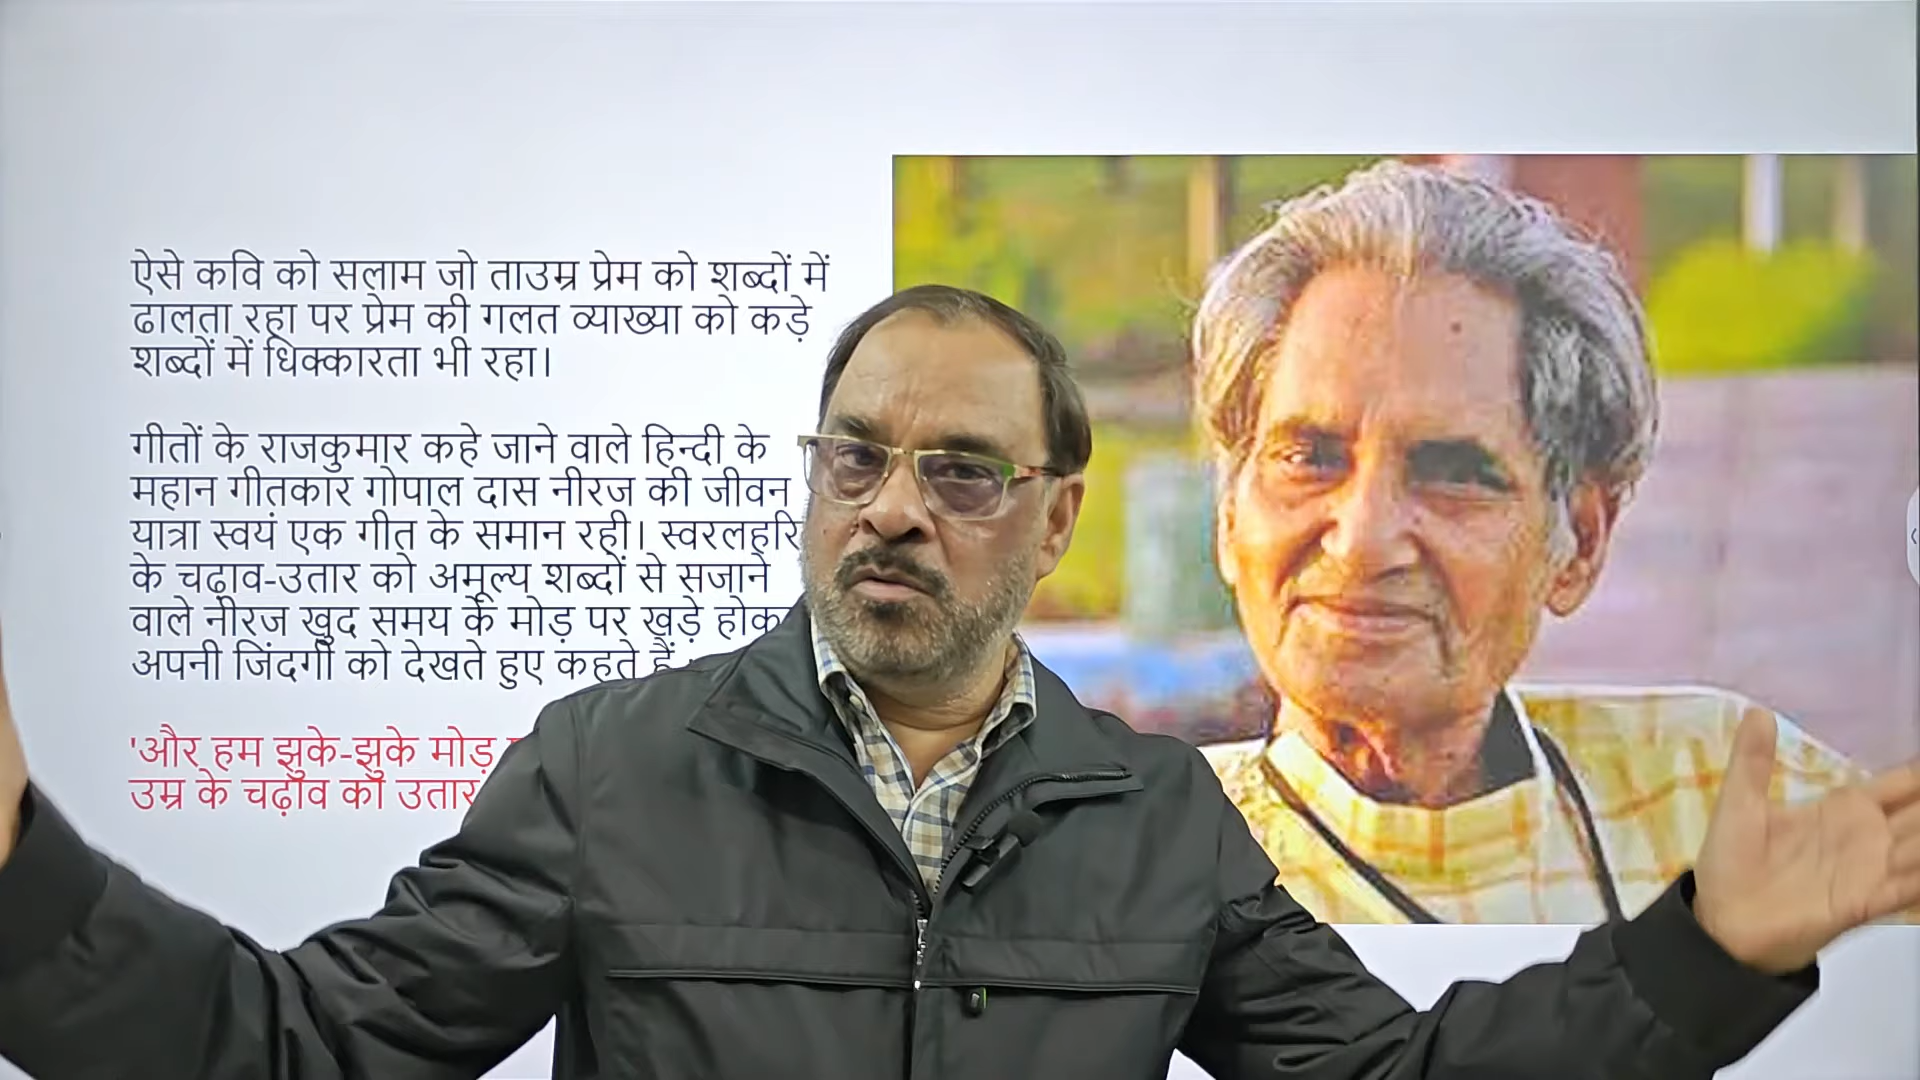 ऐसे कवि को सलाम जो ताउम्र प्रेम को शब्दों में
ढालता रहा पर प्रेम की गलत व्याख्या को कड़े
शब्दों में धिक्कारता भी रहा।
गीतों के राजकुमार कहे जाने वाले हिन्दी के
महान गीतकार गोपाल दास नीरज की जीवन
यात्रा स्वयं एक गीत के समान रही। स्वरलहरि
के चढ़ाव-उतार को अमूल्य शब्दों से सजाने
वाले नीरज खुद समय के मोड़ पर खड़े
अपनी जिंदगी को देखते हुए कहते हैं
'और हम झुके-झुके मोड़
उम्र के चढ़ाव का उतार